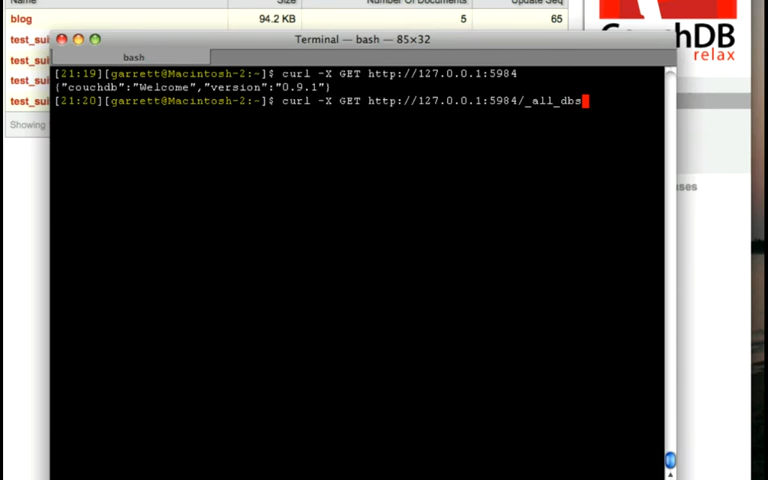 Name Size Number of Documents Update Seq
blog 94.2 KB 5 65
CouchDB
relax
Terminal — bash — 85×32
test_sui
bash
test_sui
[21:19][garrett@Macintosh-2:~]$ curl -X GET http://127.0.0.1:5984
test_sui
{"couchdb":"Welcome","version":"0.9.1"}
test_sui
[21:20][garrett@Macintosh-2:~]$ curl -X GET http://127.0.0.1:5984/_all_dbs
Showing